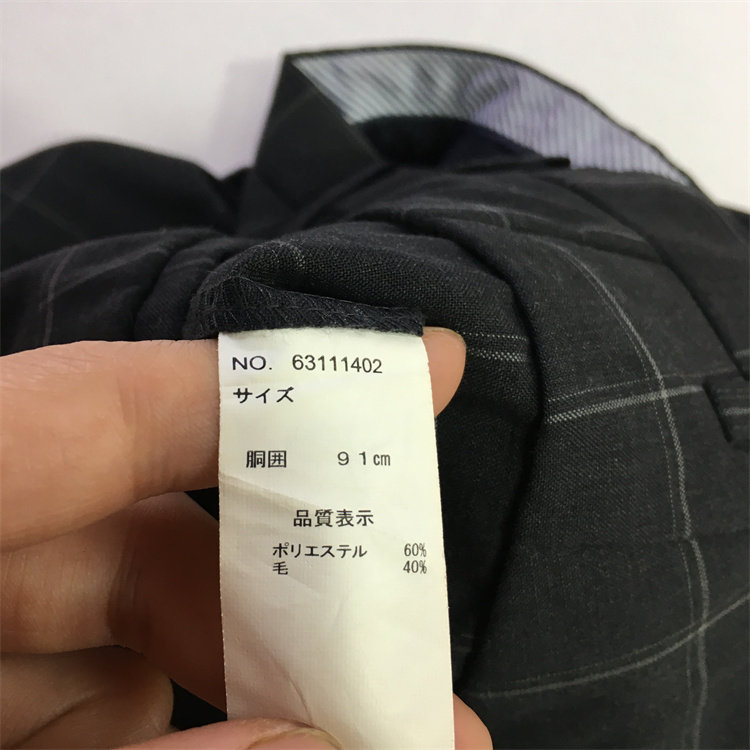 NO. 63111402
サイズ
胴囲 91㎝
品質表示
ポリエステル 60%
毛 40%